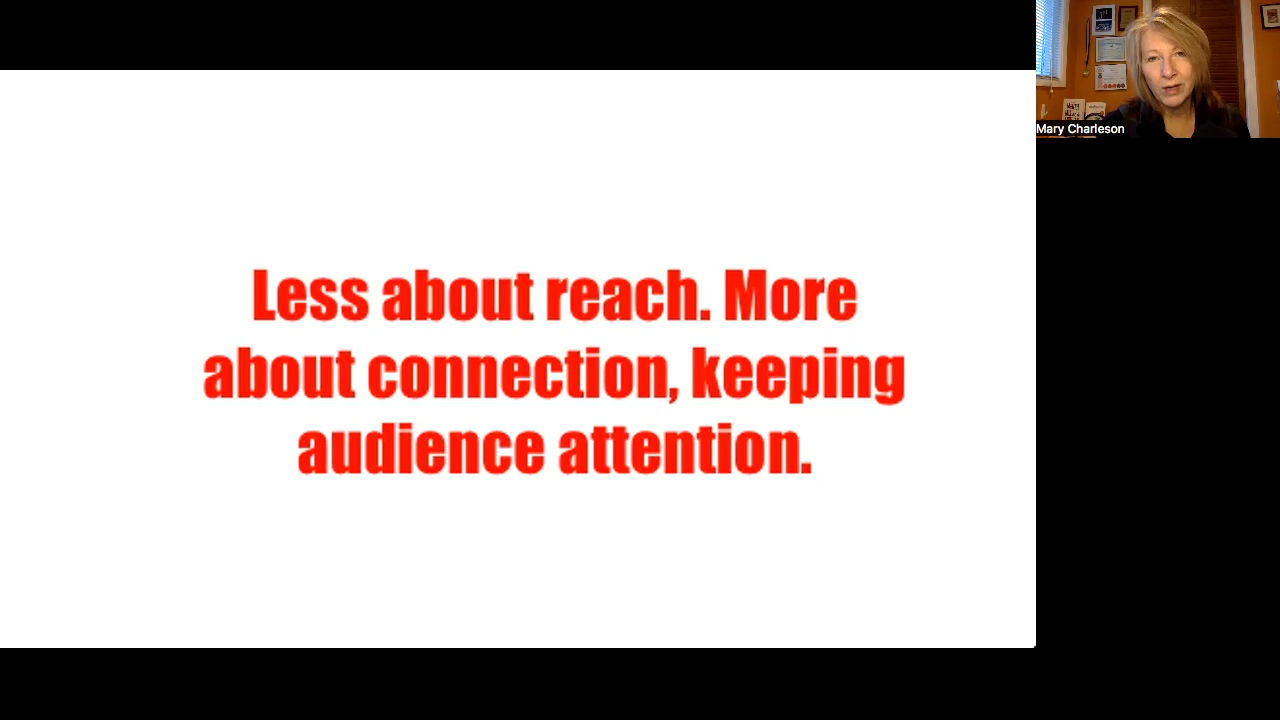 Less about reach. More
about connection, keeping
audience attention.
Mary Charleson